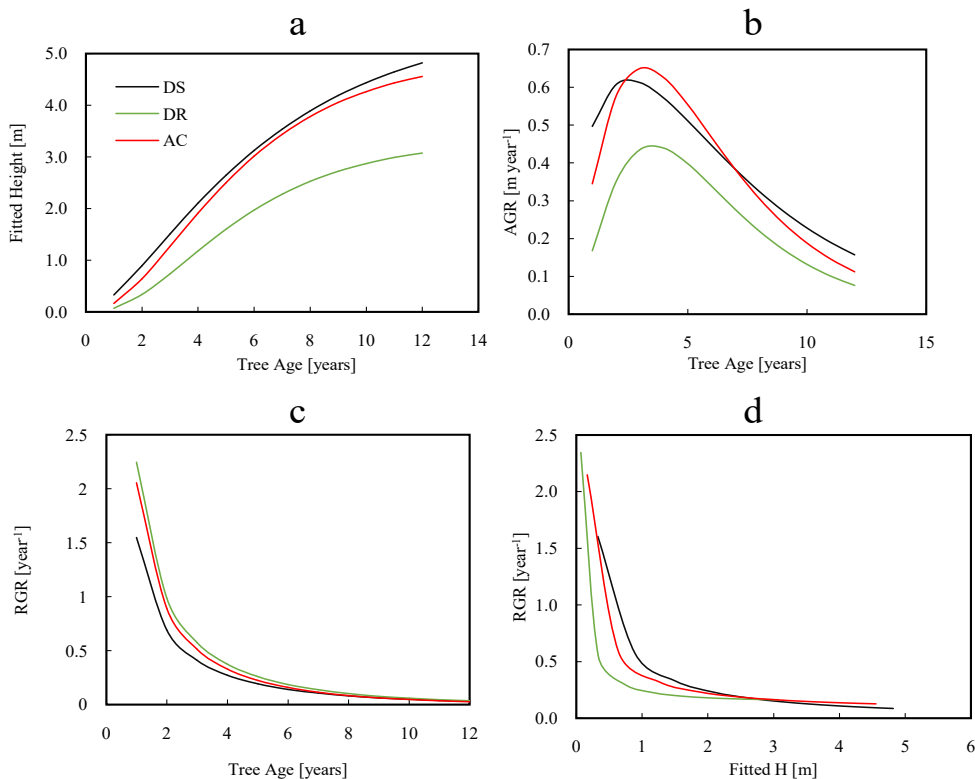 a
5.0
4.0
3.0
2.0
1.0
0.0
Fitted Height [m]
DS
DR
AC
0 2 4 6 8 10 12 14
Tree Age [years]
b
0.7
0.6
0.5
0.4
0.3
0.2
0.1
0.0
AGR [m year-1]
0 5 10 15
Tree Age [years]
c
2.5
2
1.5
1
0.5
0
RGR [year-1]
0 2 4 6 8 10 12
Tree Age [years]
d
2.5
2.0
1.5
1.0
0.5
0.0
RGR [year-1]
0 1 2 3 4 5 6
Fitted H [m]